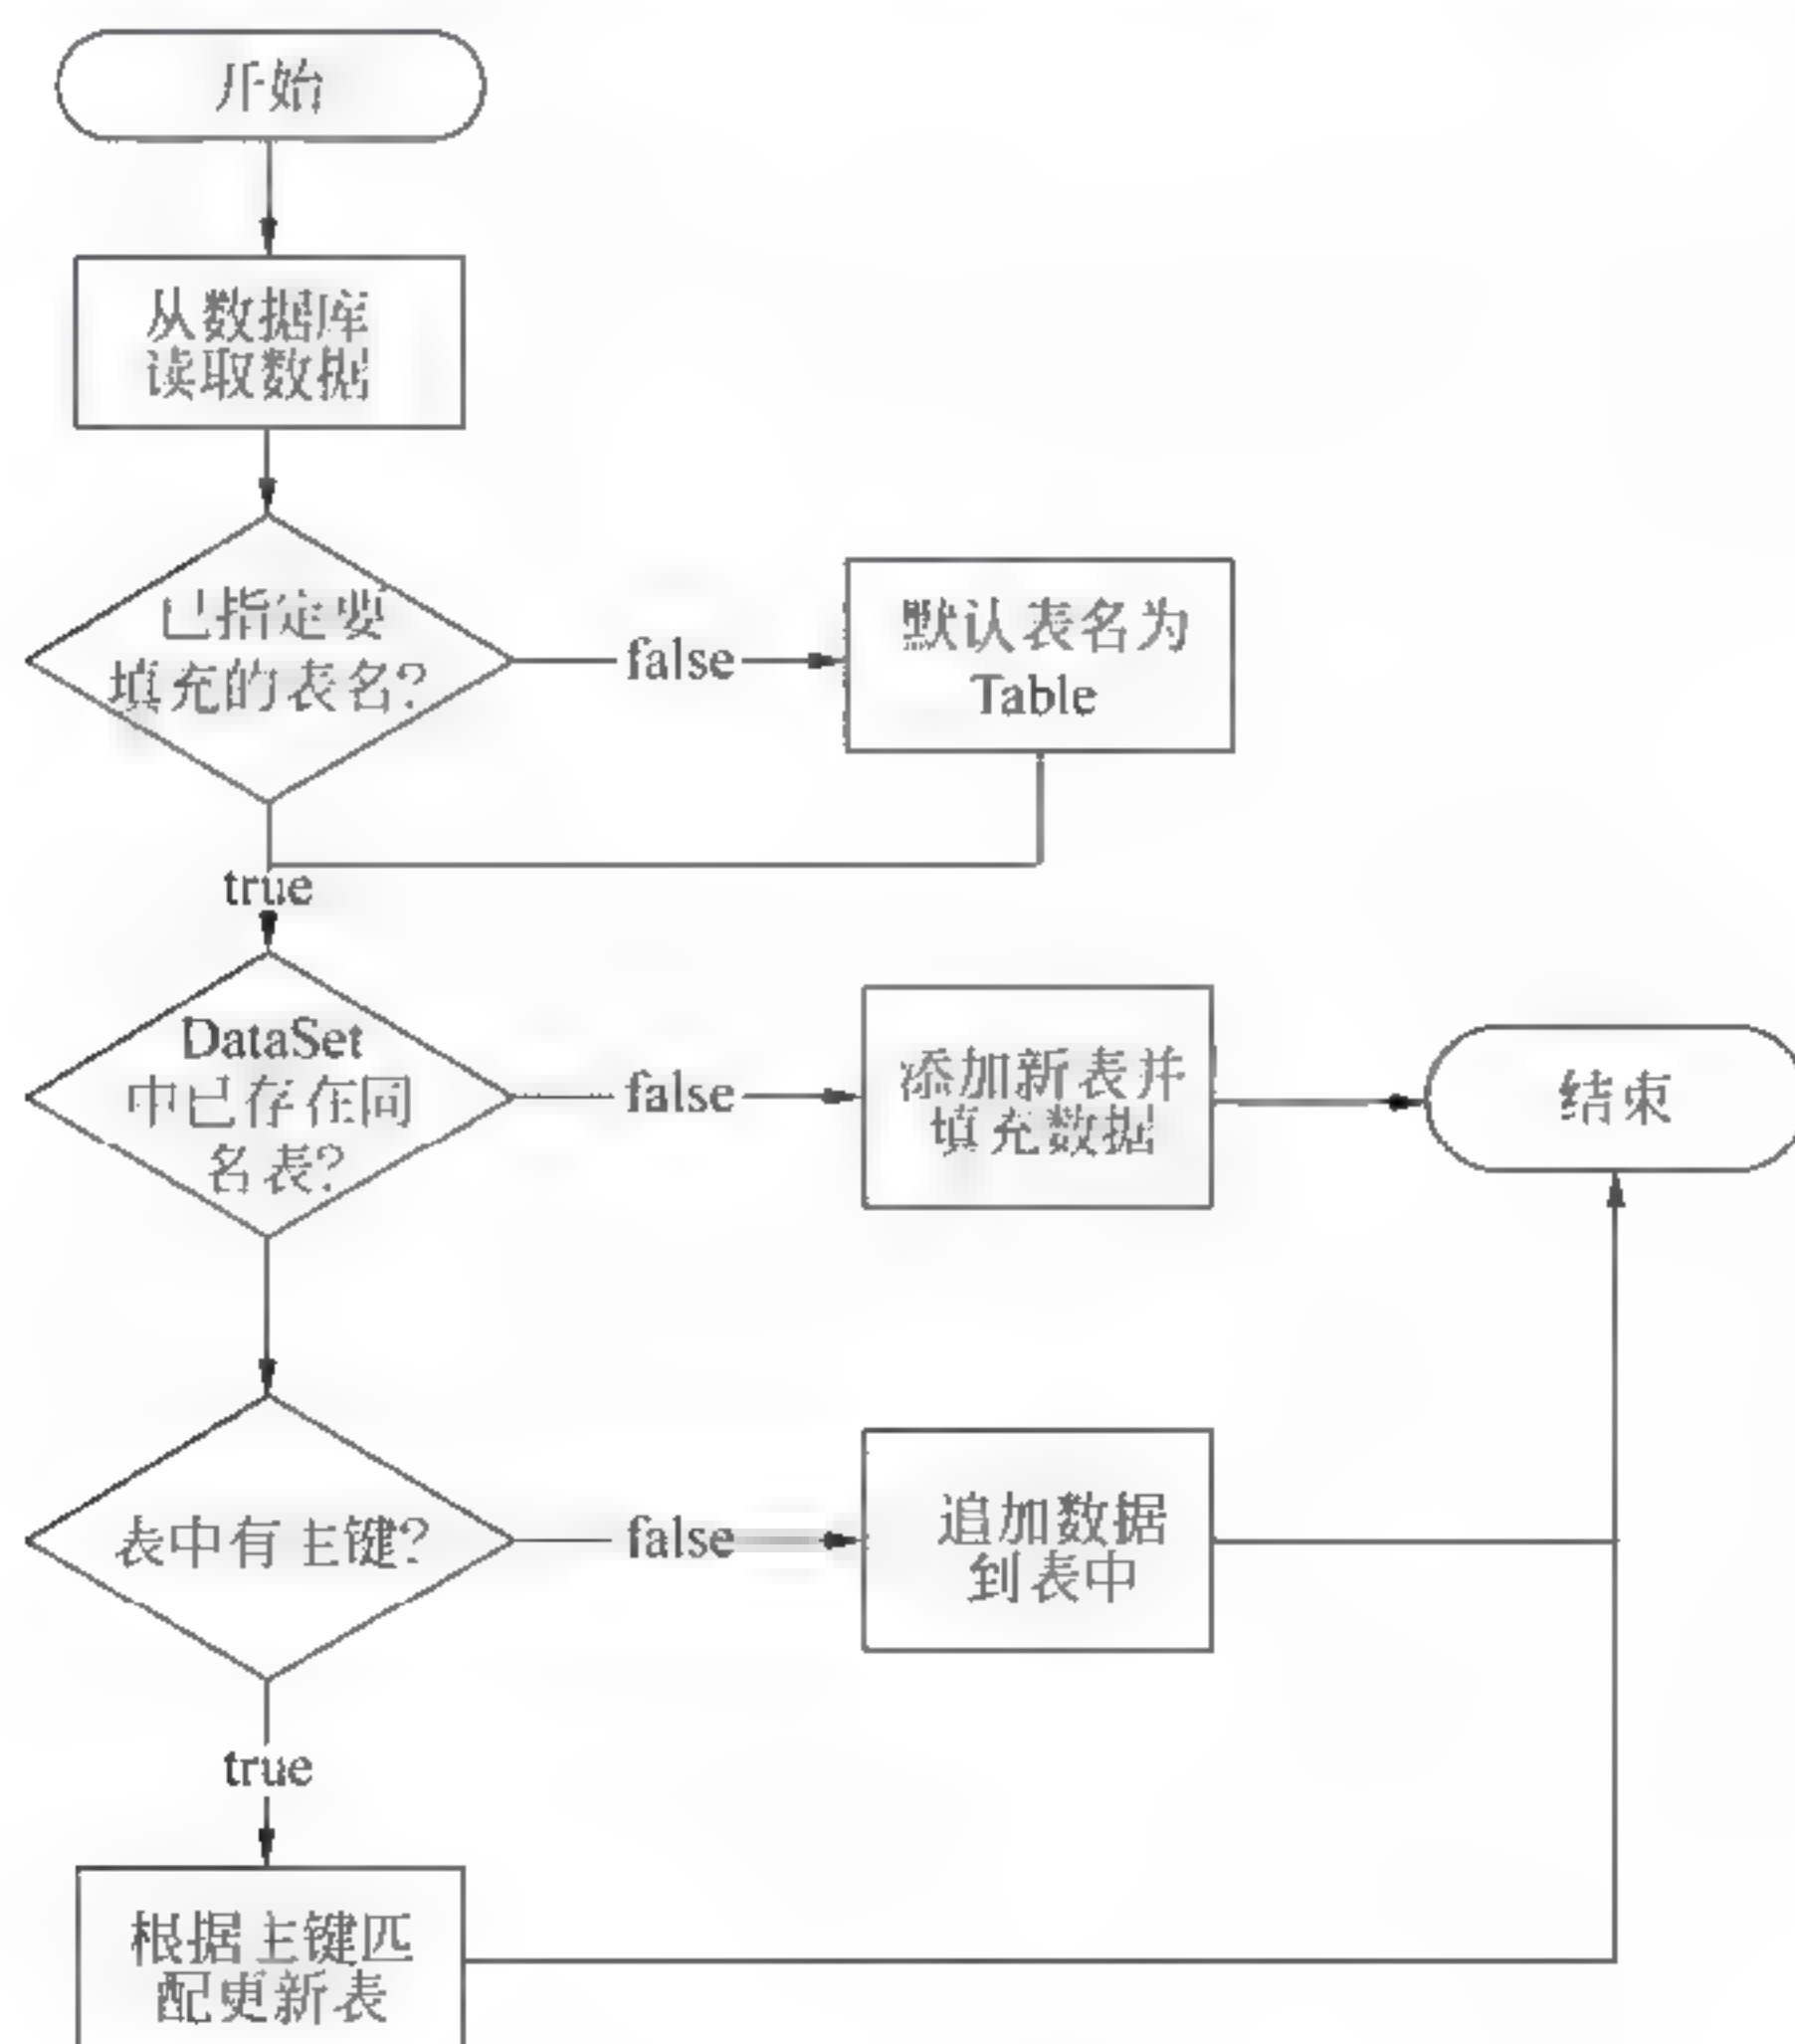 开始
从数据库
读取数据
已指定要
填充的表名?
false
默认表名为
Table
true
DataSet
中已存在同
名表?
false
添加新表并
填充数据
结束
表中有主键?
false
追加数据
到表中
true
根据主键匹
配更新表